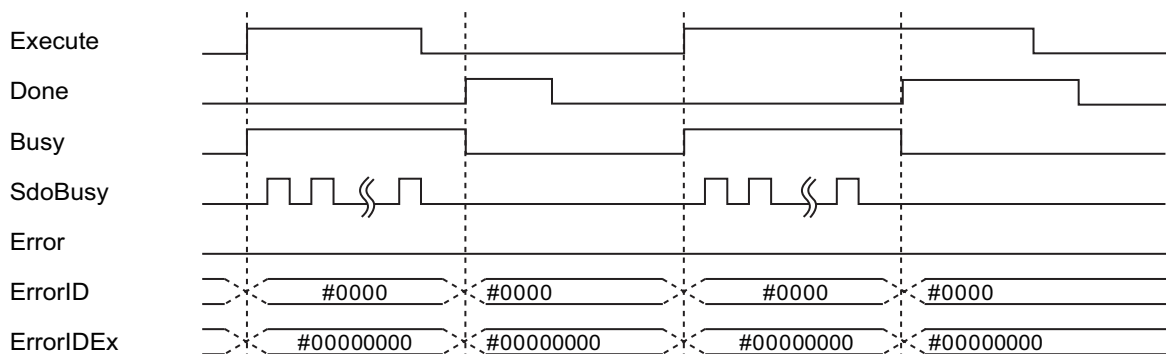 Execute
Done
Busy
SdoBusy
Error
ErrorID #0000 #0000 #0000 #0000
ErrorIDEx #00000000 #00000000 #00000000 #00000000